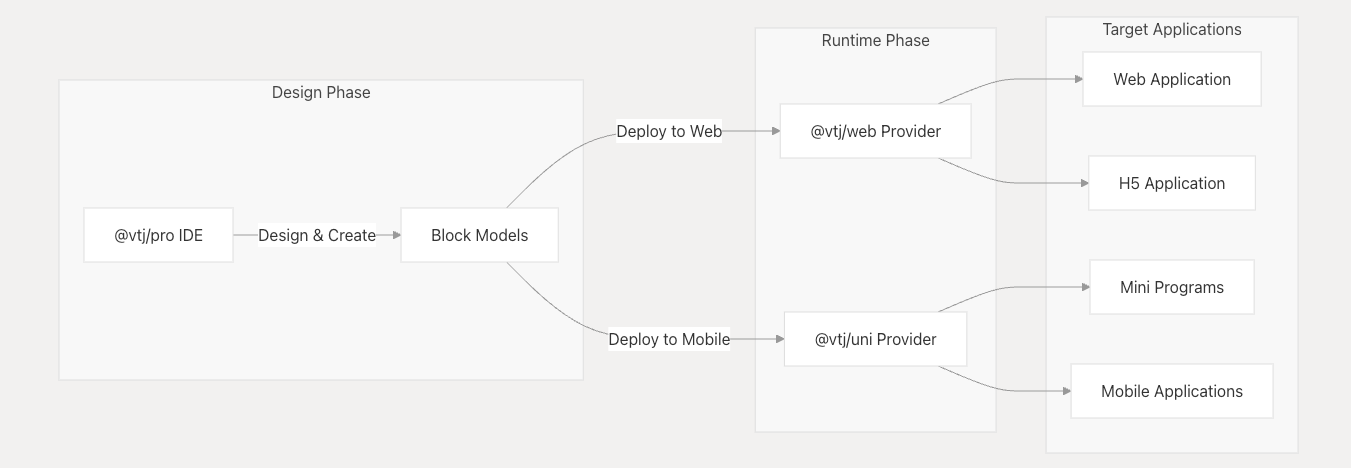 Design Phase
@vtj/pro IDE
Design & Create
Block Models
Deploy to Web
Deploy to Mobile
Runtime Phase
@vtj/web Provider
@vtj/uni Provider
Target Applications
Web Application
H5 Application
Mini Programs
Mobile Applications